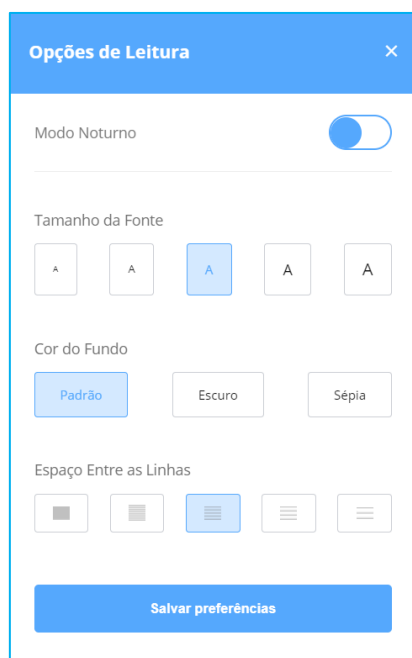 Opções de Leitura ×
Modo Noturno
Tamanho da Fonte
A A A A A
Cor do Fundo
Padrão Escuro Sépia
Espaço Entre as Linhas
Salvar preferências